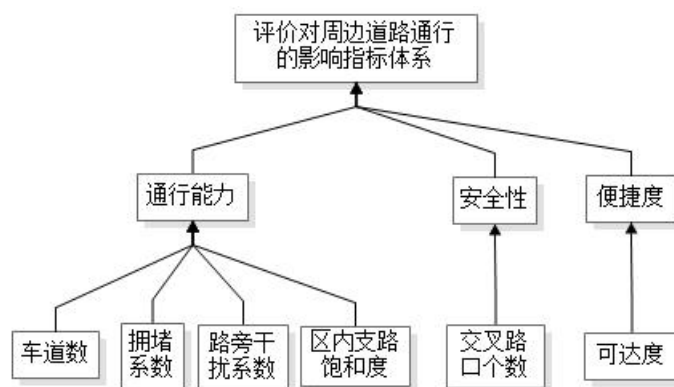 评价对周边道路通行
的影响指标体系
通行能力
安全性
便捷度
车道数
拥堵
系数
路旁干
扰系数
区内支路
饱和度
交叉路
口个数
可达度